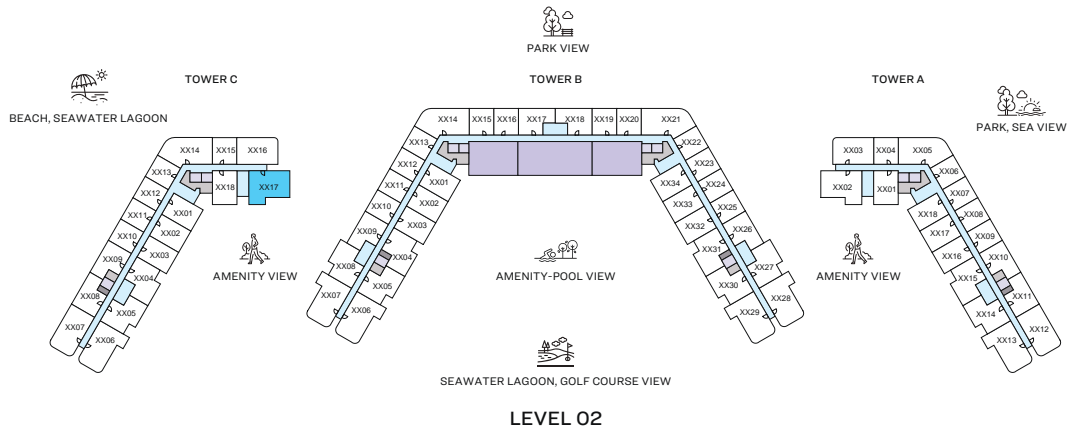 PARK VIEW
TOWER C
TOWER B
TOWER A
BEACH, SEAWATER LAGOON
PARK, SEA VIEW
XX14
XX15
XX16
XX13
XX12
XX11
XX10
XX09
XX08
XX07
XX06
XX05
XX04
XX03
XX02
XX01
XX18
XX17
AMENITY VIEW
XX14
XX15
XX16
XX17
XX18
XX19
XX20
XX21
XX13
XX12
XX11
XX10
XX09
XX08
XX07
XX06
XX05
XX04
XX03
XX02
XX01
XX22
XX23
XX24
XX25
XX26
XX27
XX28
XX29
XX30
XX31
XX32
XX33
XX34
AMENITY-POOL VIEW
XX03
XX04
XX05
XX02
XX01
XX06
XX07
XX08
XX09
XX10
XX11
XX12
XX13
XX14
XX15
XX16
XX17
XX18
AMENITY VIEW
SEAWATER LAGOON, GOLF COURSE VIEW
LEVEL 02